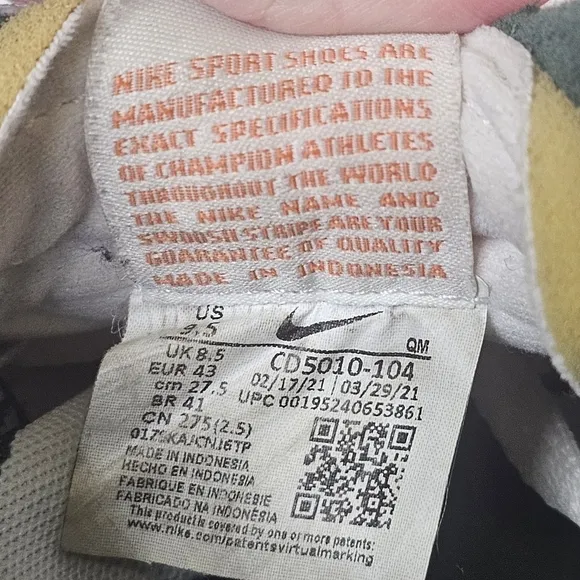 NIKE SPORT SHOES ARE
MANUFACTURED TO THE
EXACT SPECIFICATIONS
OF CHAMPION ATHLETES
THROUGHOUT THE WORLD
THE NIKE NAME AND
SWOOSH STRIPE ARE YOUR
GUARANTEE OF QUALITY
MADE IN INDONESIA
US
9.5
UK 8.5
EUR 43
cm 27.5
BR 41
CN 275(2.5)
QM
CD5010-104
02/17/21 | 03/29/21
UPC 00195240653861
MADE IN INDONESIA
HECHO EN INDONESIA
FABRIQUE EN INDONESIE
FABRICADO NA INDONESIA
This product is covered by one or more patents
www.nike.com/patentsvirtualmarking